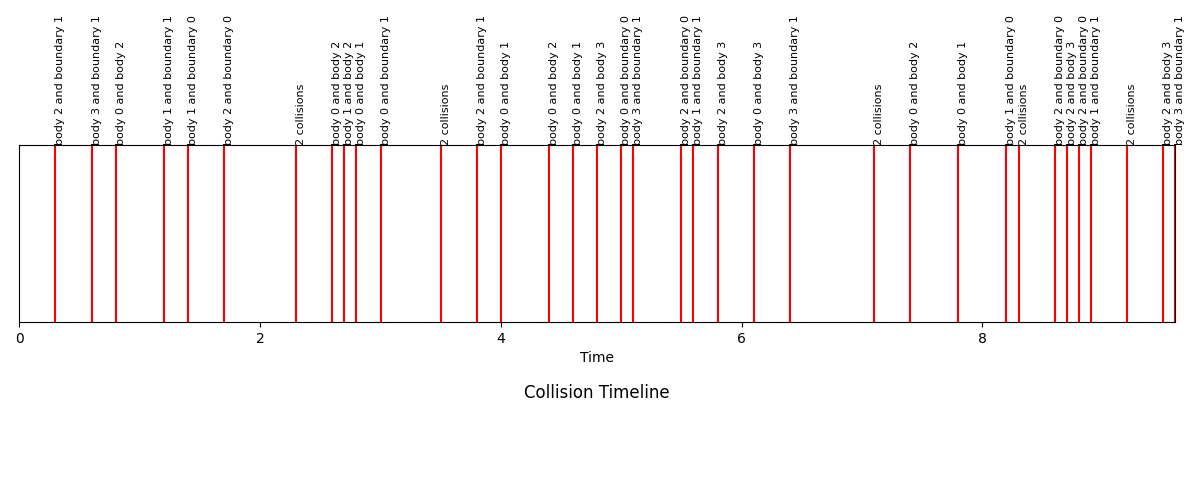 body 2 and boundary 1
body 3 and boundary 1
body 0 and body 2
body 1 and boundary 1
body 1 and boundary 0
body 2 and boundary 0
2 collisions
body 0 and body 2
body 1 and body 2
body 0 and body 1
body 0 and boundary 1
2 collisions
body 2 and boundary 1
body 0 and body 1
body 0 and body 2
body 0 and body 1
body 2 and body 3
body 0 and boundary 0
body 3 and boundary 1
body 2 and boundary 0
body 1 and boundary 1
body 2 and body 3
body 0 and body 3
body 3 and boundary 1
2 collisions
body 0 and body 2
body 0 and body 1
body 1 and boundary 0
2 collisions
body 2 and boundary 0
body 2 and body 3
body 2 and boundary 0
body 1 and boundary 1
2 collisions
body 2 and body 3
body 3 and boundary 1
0 2 4 6 8
Time
Collision Timeline